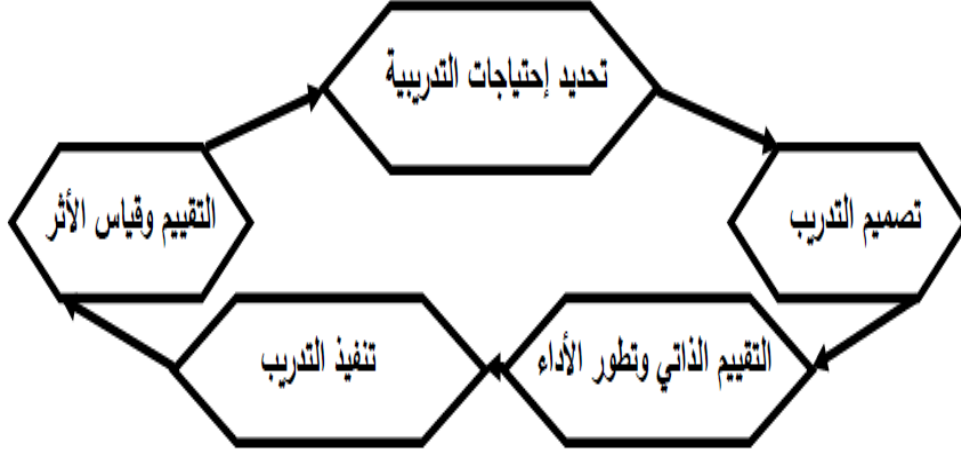 تحديد إحتياجات التدريبية
تصميم التدريب
التقييم الذاتي وتطور الأداء
تنفيذ التدريب
التقييم وقياس الأثر